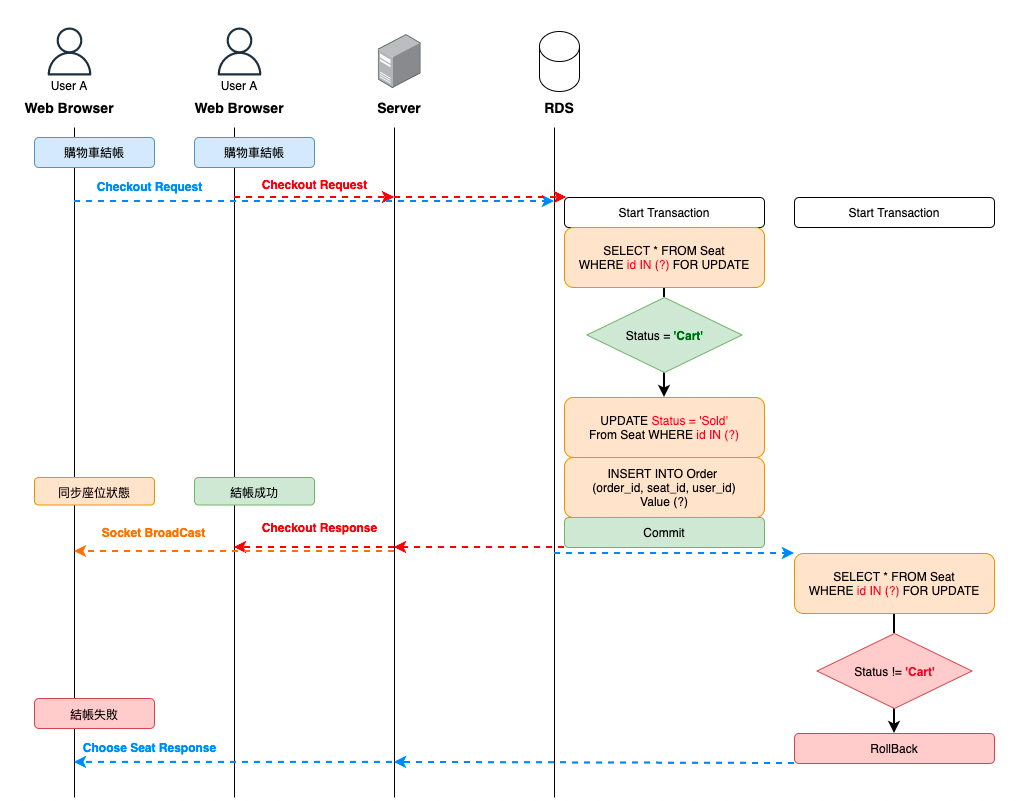 User A
User A
Web Browser
Web Browser
Server
RDS
購物車結帳
購物車結帳
Checkout Request
Checkout Request
Start Transaction
Start Transaction
SELECT * FROM Seat
WHERE id IN (?) FOR UPDATE
Status = 'Cart'
UPDATE Status = 'Sold'
From Seat WHERE id IN (?)
INSERT INTO Order
(order_id, seat_id, user_id)
Value (?)
同步座位狀態
結帳成功
Socket BroadCast
Checkout Response
Commit
SELECT * FROM Seat
WHERE id IN (?) FOR UPDATE
Status != 'Cart'
結帳失敗
Choose Seat Response
RollBack